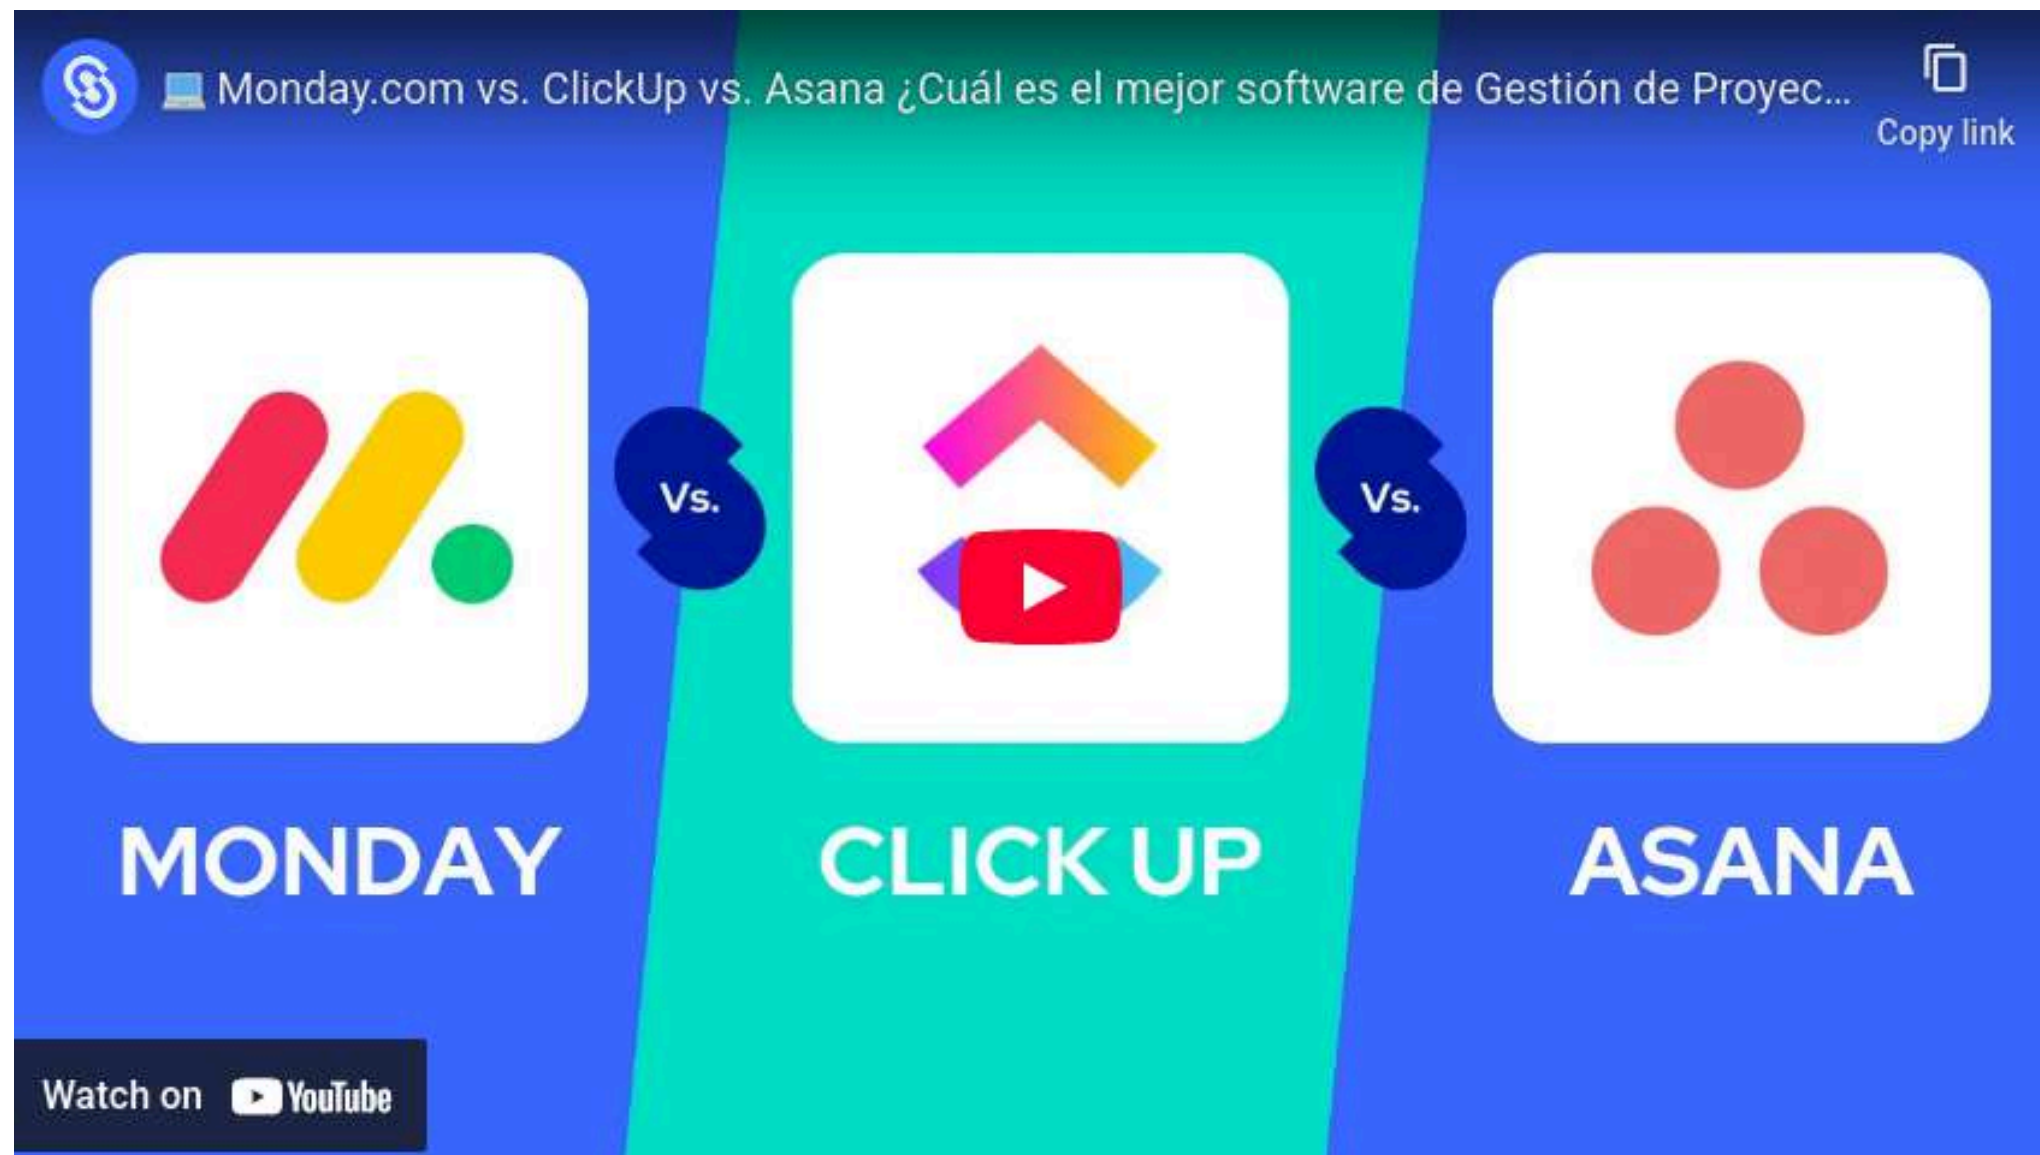 Monday.com vs. ClickUp vs. Asana ¿Cuál es el mejor software de Gestión de Proyec...
Copy link
Vs.
Vs.
MONDAY
CLICK UP
ASANA
Watch on YouTube